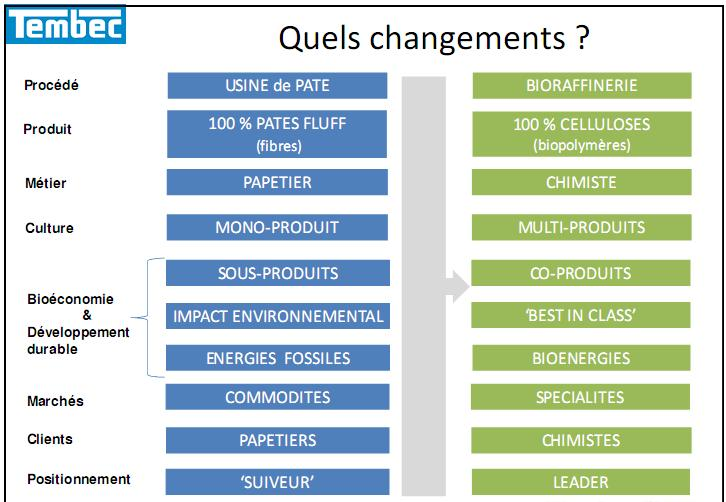 Tembec
Quels changements ?
Procédé USINE de PATE BIORAFFINERIE
Produit 100 % PATES FLUFF 100 % CELLULOSES
(fibres) (biopolymères)
Métier PAPETIER CHIMISTE
Culture MONO-PRODUIT MULTI-PRODUITS
SOUS-PRODUITS CO-PRODUITS
Bioéconomie
&
Développement
durable
IMPACT ENVIRONNEMENTAL ‘BEST IN CLASS’
ENERGIES FOSSILES BIOENERGIES
Marchés COMMODITES SPECIALITES
Clients PAPETIERS CHIMISTES
Positionnement ‘SUIVEUR’ LEADER